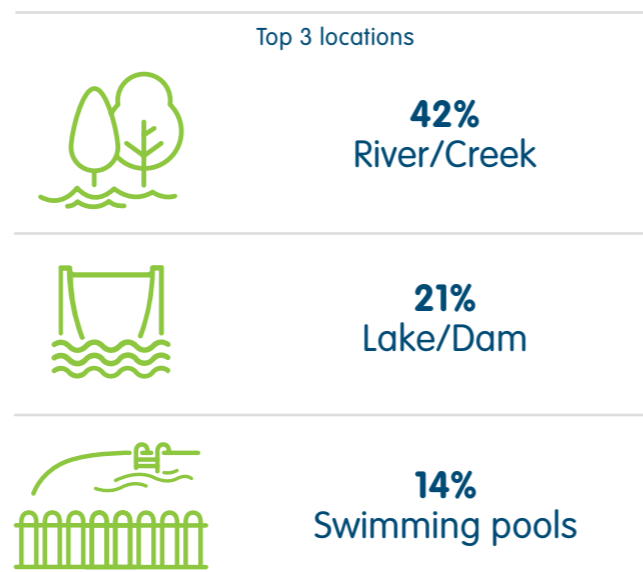 Top 3 locations
42%
River/Creek
21%
Lake/Dam
14%
Swimming pools